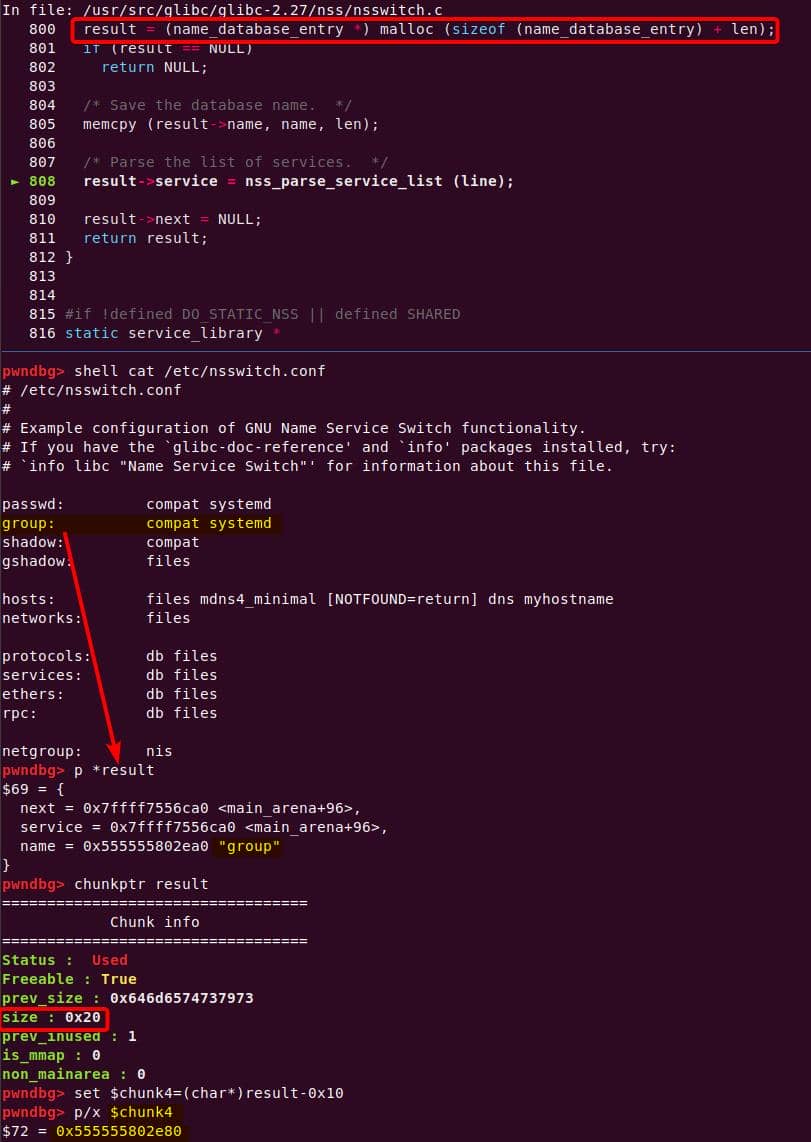 In file: /usr/src/glibc/glibc-2.27/nss/nsswitch.c
800   result = (name_database_entry *) malloc (sizeof (name_database_entry) + len);
801   if (result == NULL)
802     return NULL;
803
804   /* Save the database name.  */
805   memcpy (result->name, name, len);
806
807   /* Parse the list of services.  */
► 808   result->service = nss_parse_service_list (line);
809
810   result->next = NULL;
811   return result;
812 }
813
814
815 #if !defined DO_STATIC_NSS || defined SHARED
816 static service_library *
pwndbg> shell cat /etc/nsswitch.conf
# /etc/nsswitch.conf
#
# Example configuration of GNU Name Service Switch functionality.
# If you have the `glibc-doc-reference' and `info' packages installed, try:
# `info libc "Name Service Switch"' for information about this file.
passwd:         compat systemd
group:          compat systemd
shadow:         compat
gshadow:        files
hosts:          files mdns4_minimal [NOTFOUND=return] dns myhostname
networks:       files
protocols:      db files
services:       db files
ethers:         db files
rpc:            db files
netgroup:       nis
pwndbg> p *result
$69 = {
  next = 0x7ffff7556ca0 <main_arena+96>,
  service = 0x7ffff7556ca0 <main_arena+96>,
  name = 0x555555802ea0 "group"
}
pwndbg> chunkptr result
==================================
            Chunk info
==================================
Status :  Used
Freeable : True
prev_size : 0x646d6574737973
size : 0x20
prev_inused : 1
is_mmap : 0
non_mainarea : 0
pwndbg> set $chunk4=(char*)result-0x10
pwndbg> p/x $chunk4
$72 = 0x555555802e80